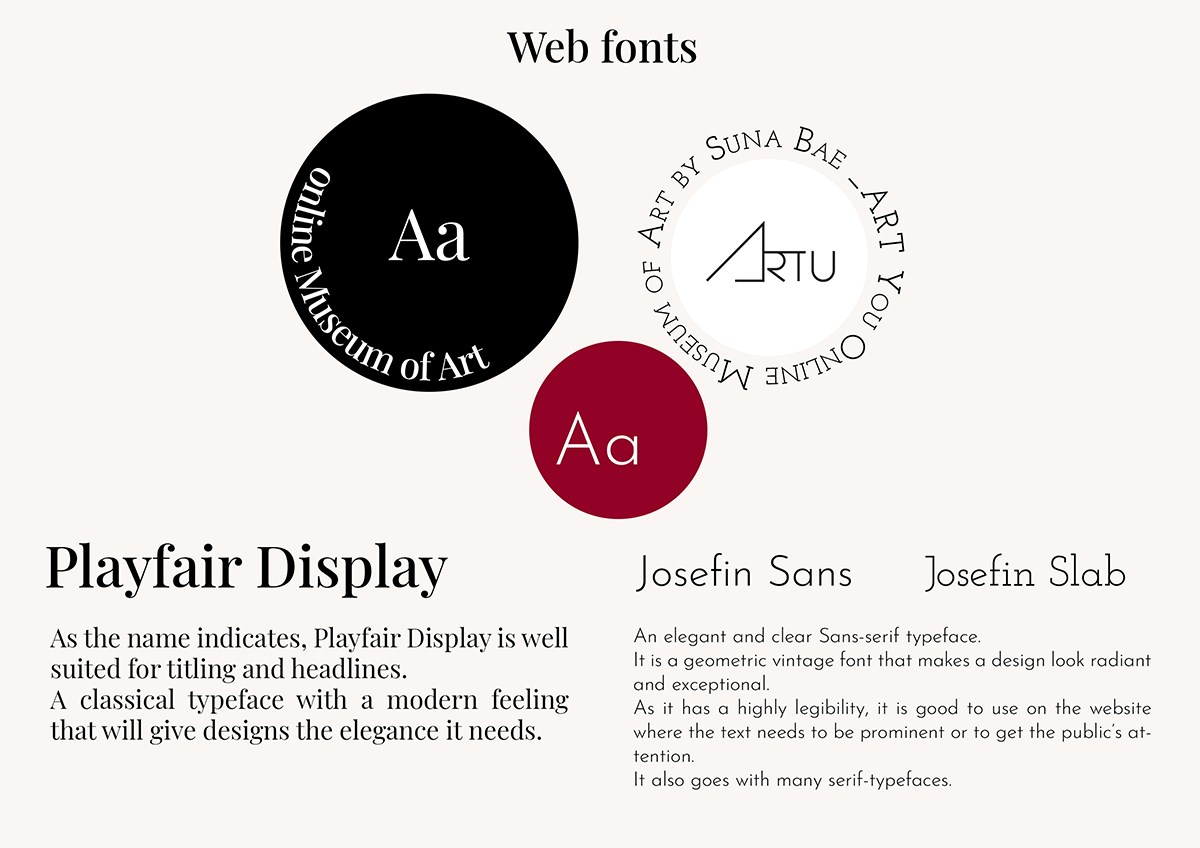 Web fonts
Aa
online Museum of Art
Art by Suna Bae _ART You Online Museum of
ARTU
Aa
Playfair Display
As the name indicates, Playfair Display is well
suited for titling and headlines.
A classical typeface with a modern feeling
that will give designs the elegance it needs.
Josefin Sans
Josefin Slab
An elegant and clear Sans-serif typeface.
It is a geometric vintage font that makes a design look radiant
and exceptional.
As it has a highly legibility, it is good to use on the website
where the text needs to be prominent or to get the public's at-
tention.
It also goes with many serif-typefaces.